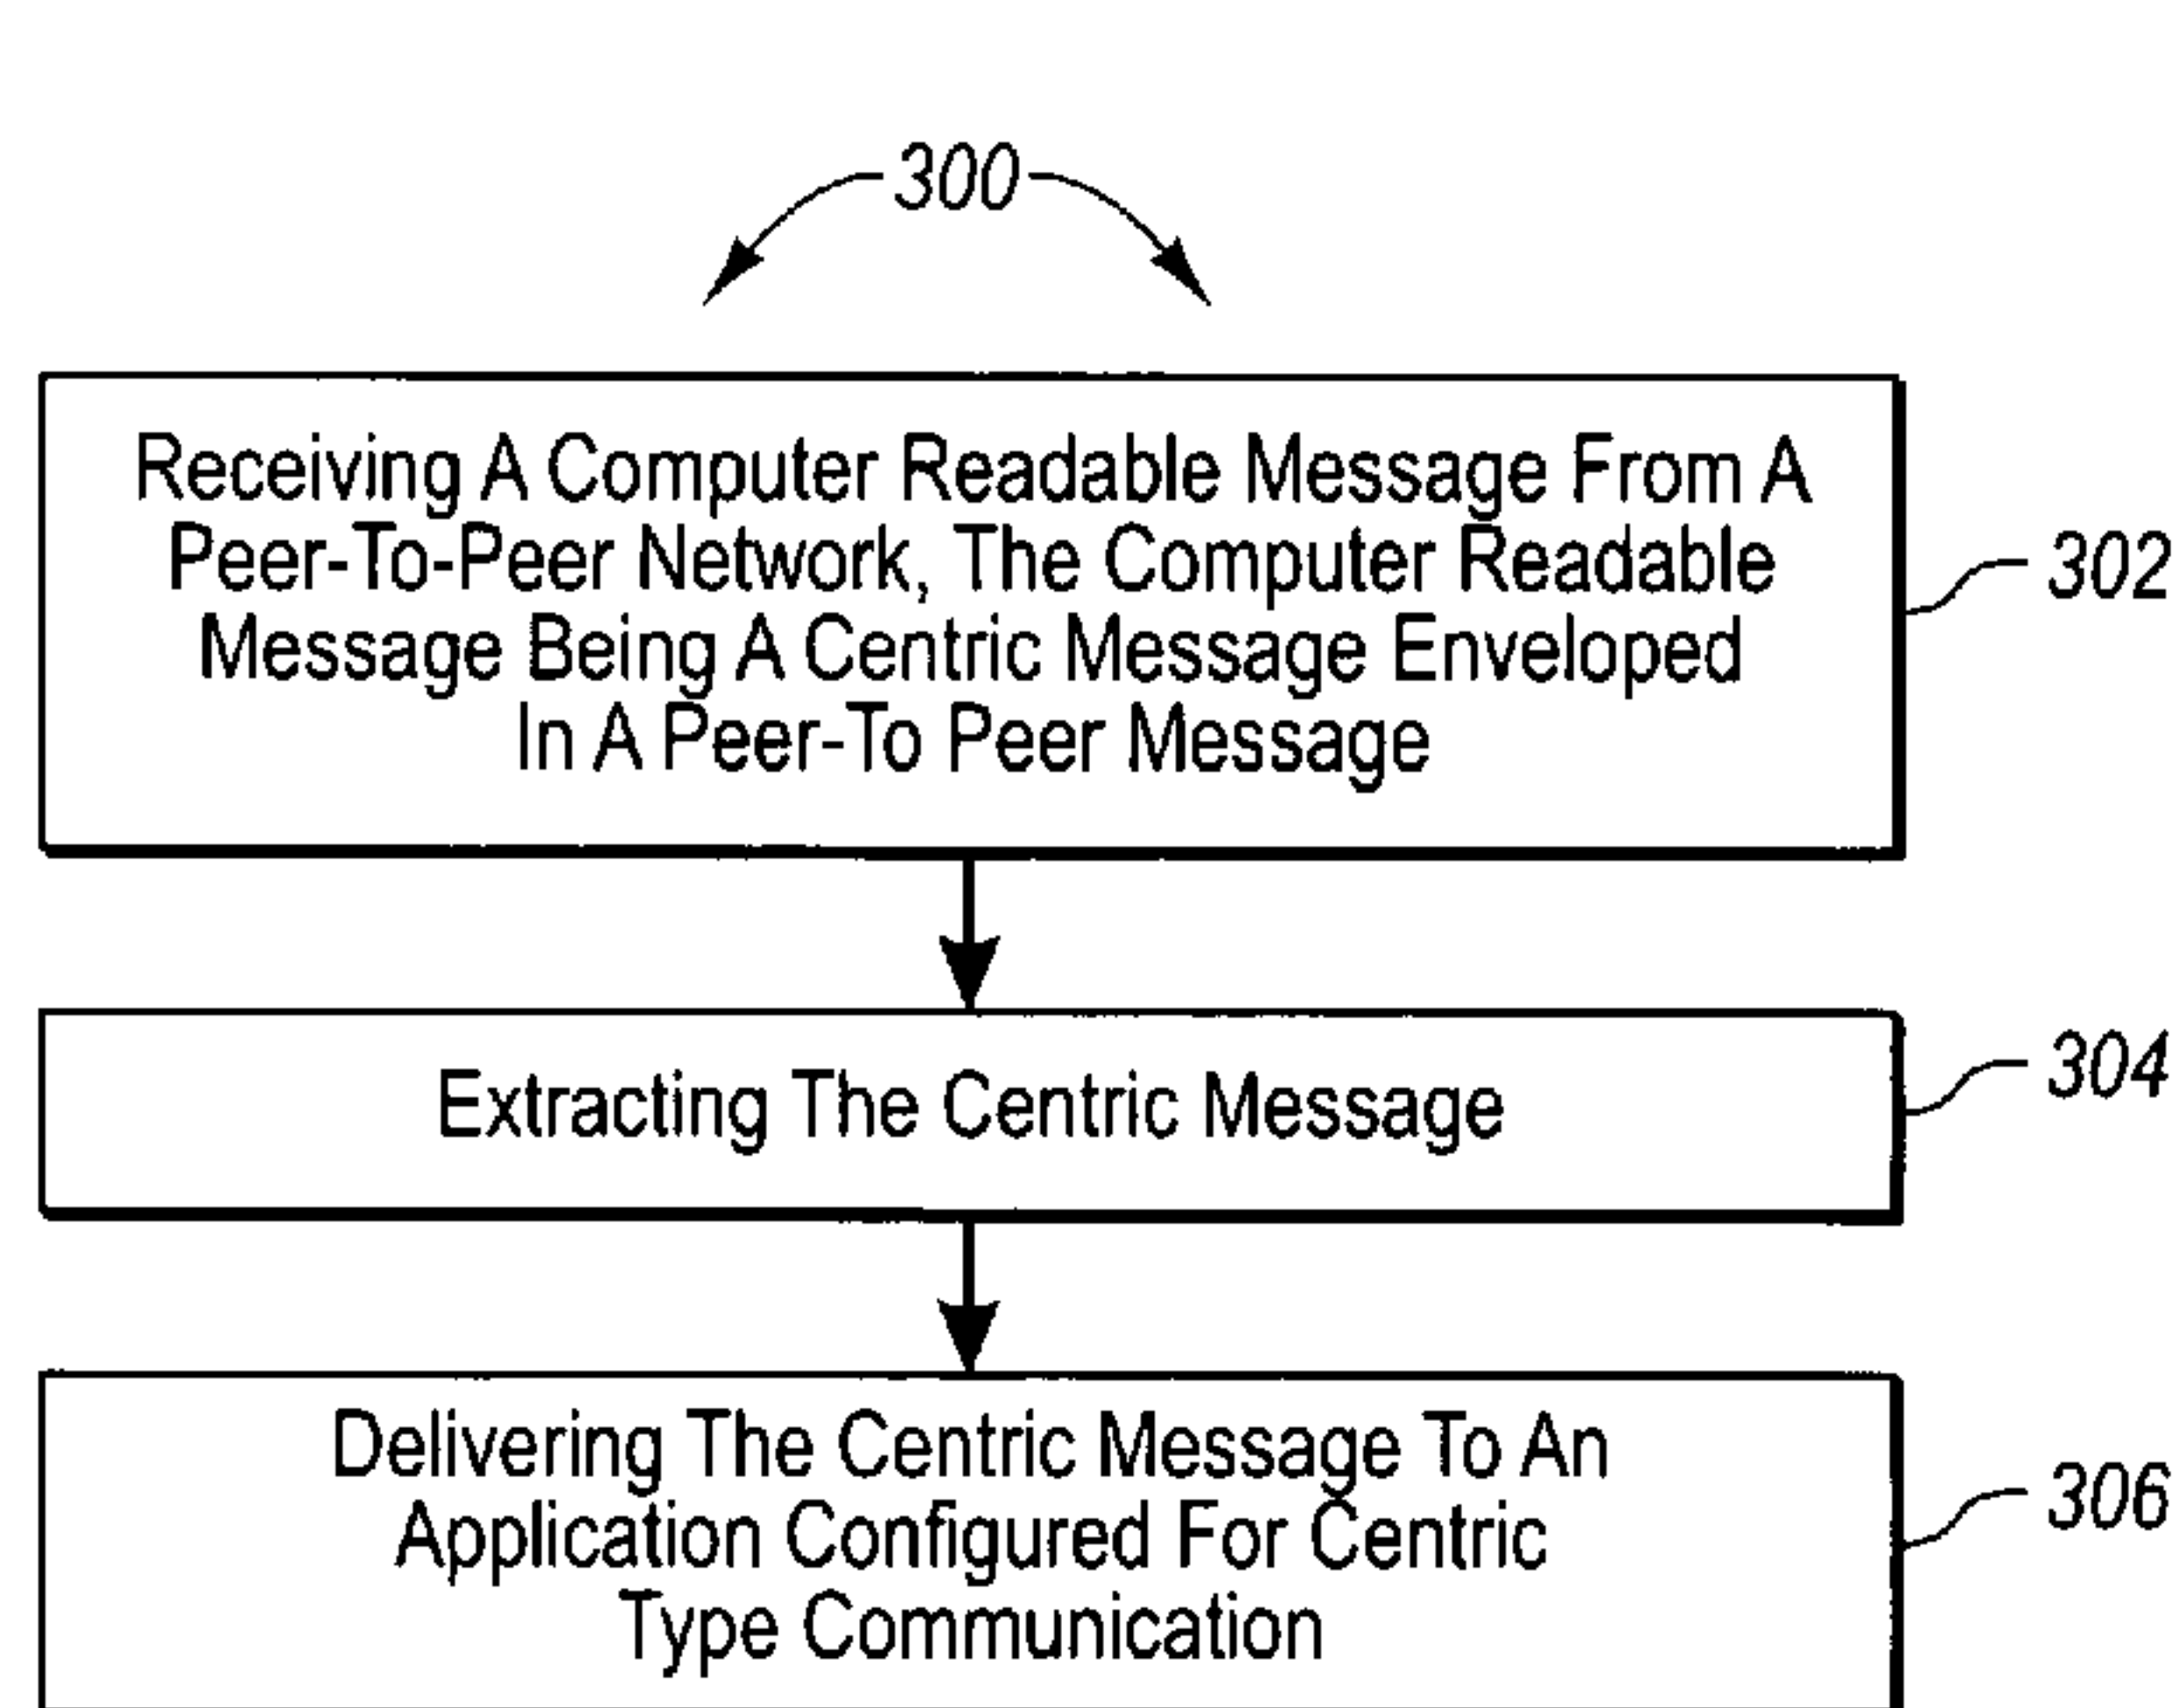 300
Receiving A Computer Readable Message From A
Peer-To-Peer Network, The Computer Readable
Message Being A Centric Message Enveloped
In A Peer-To Peer Message
302
Extracting The Centric Message
304
Delivering The Centric Message To An
Application Configured For Centric
Type Communication
306